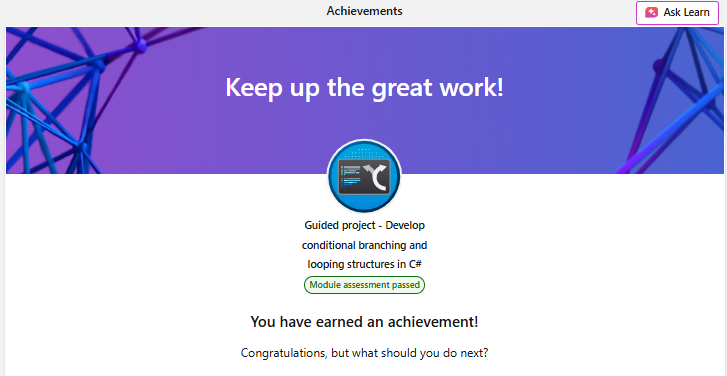 Achievements
Ask Learn
Keep up the great work!
Guided project - Develop
conditional branching and
looping structures in C#
Module assessment passed
You have earned an achievement!
Congratulations, but what should you do next?